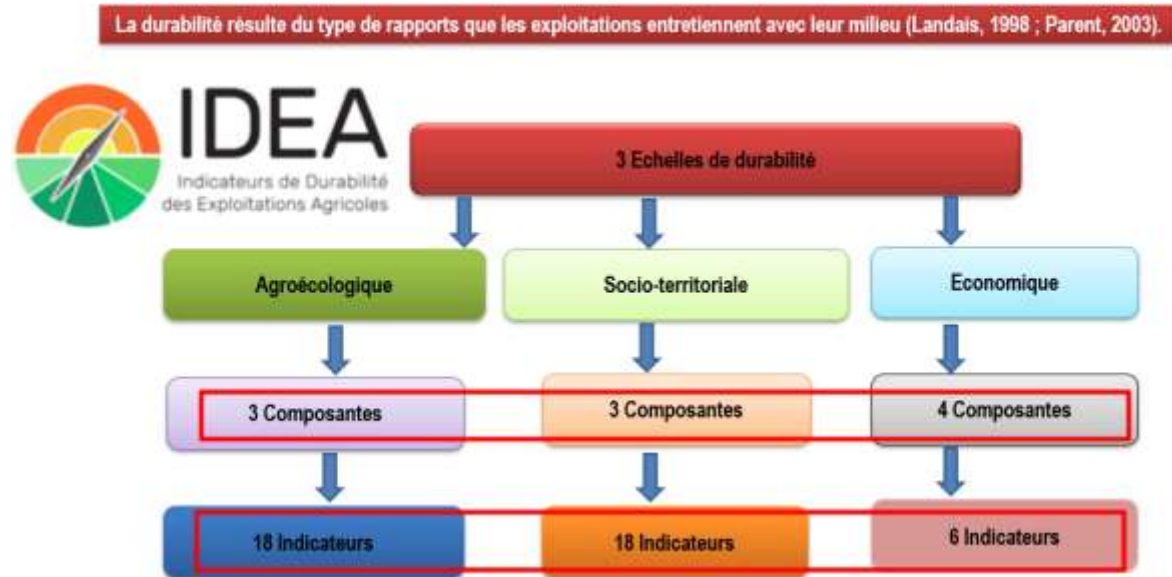 La durabilité résulte du type de rapports que les exploitations entretiennent avec leur milieu (Landais, 1998 ; Parent, 2003).
IDEA
Indicateurs de Durabilité
des Exploitations Agricoles
3 Echelles de durabilité
Agroécologique
Socio-territoriale
Economique
3 Composantes
3 Composantes
4 Composantes
18 Indicateurs
18 Indicateurs
6 Indicateurs